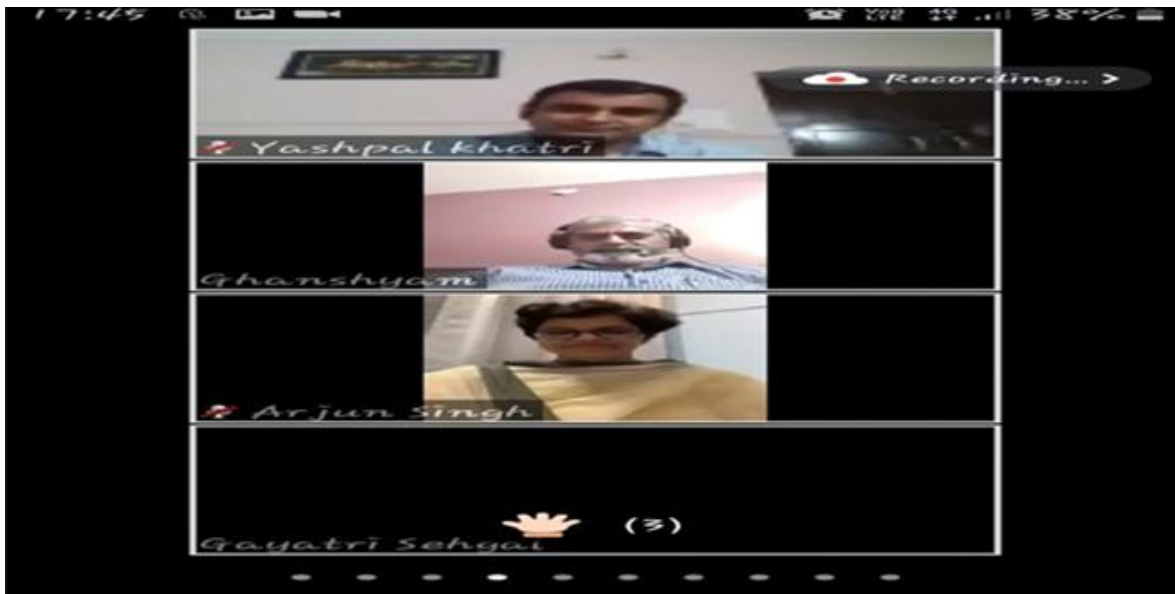 17:45 38%
Recording... >
Yashpal Khatri
Ghanshyam
Arjun Singh
(3)
Gayatri Sehgal